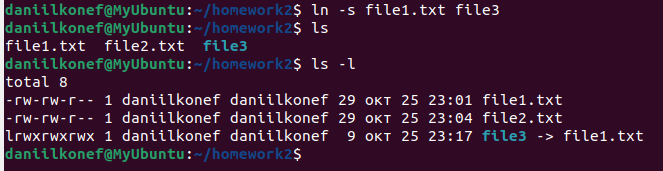 daniilkonef@MyUbuntu:~/homework2$ ln -s file1.txt file3
daniilkonef@MyUbuntu:~/homework2$ ls
file1.txt  file2.txt  file3
daniilkonef@MyUbuntu:~/homework2$ ls -l
total 8
-rw-rw-r-- 1 daniilkonef daniilkonef 29 окт 25 23:01 file1.txt
-rw-rw-r-- 1 daniilkonef daniilkonef 29 окт 25 23:04 file2.txt
lrwxrwxrwx 1 daniilkonef daniilkonef  9 окт 25 23:17 file3 -> file1.txt
daniilkonef@MyUbuntu:~/homework2$